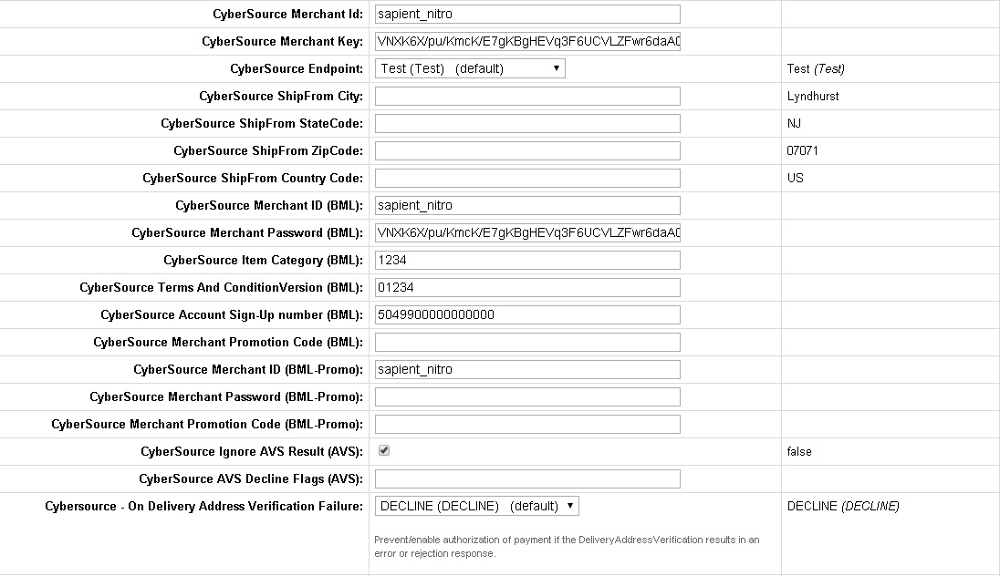 CyberSource Merchant Id: sapient_nitro
CyberSource Merchant Key: VNXK6X/pu/KmcK/E7gKBgHEVq3F6UCVLZFwr6daA0
CyberSource Endpoint: Test (Test) (default) Test (Test)
CyberSource ShipFrom City: Lyndhurst
CyberSource ShipFrom StateCode: NJ
CyberSource ShipFrom ZipCode: 07071
CyberSource ShipFrom Country Code: US
CyberSource Merchant ID (BML): sapient_nitro
CyberSource Merchant Password (BML): VNXK6X/pu/KmcK/E7gKBgHEVq3F6UCVLZFwr6daA0
CyberSource Item Category (BML): 1234
CyberSource Terms And ConditionVersion (BML): 01234
CyberSource Account Sign-Up number (BML): 5049900000000000
CyberSource Merchant Promotion Code (BML):
CyberSource Merchant ID (BML-Promo): sapient_nitro
CyberSource Merchant Password (BML-Promo):
CyberSource Merchant Promotion Code (BML-Promo):
CyberSource Ignore AVS Result (AVS): false
CyberSource AVS Decline Flags (AVS):
Cybersource - On Delivery Address Verification Failure: DECLINE (DECLINE) (default) DECLINE (DECLINE)
Prevent/enable authorization of payment if the DeliveryAddressVerification results in an
error or rejection response.